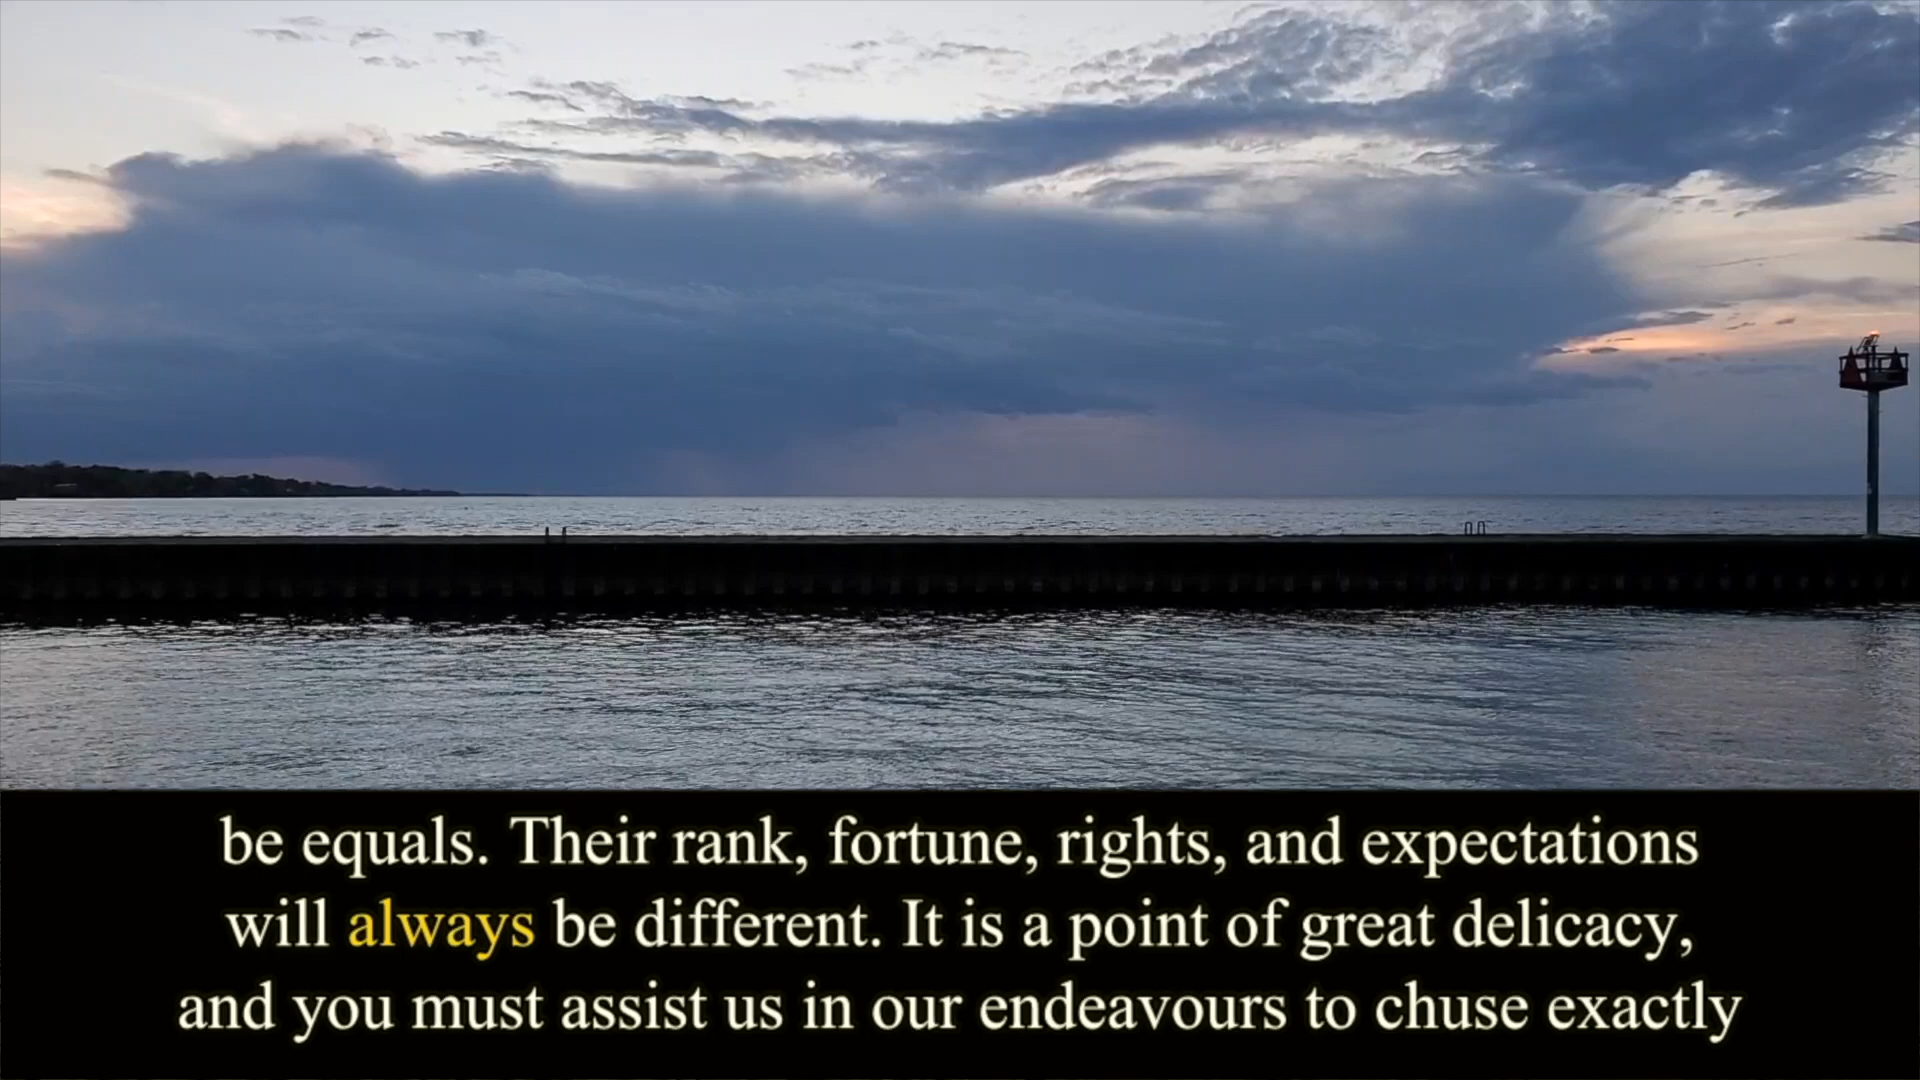 be equals. Their rank, fortune, rights, and expectations
will always be different. It is a point of great delicacy,
and you must assist us in our endeavours to chuse exactly